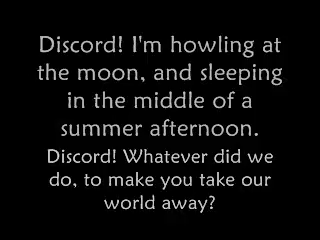 Discord! I'm howling at
the moon, and sleeping
in the middle of a
summer afternoon.
Discord! Whatever did we
do, to make you take our
world away?